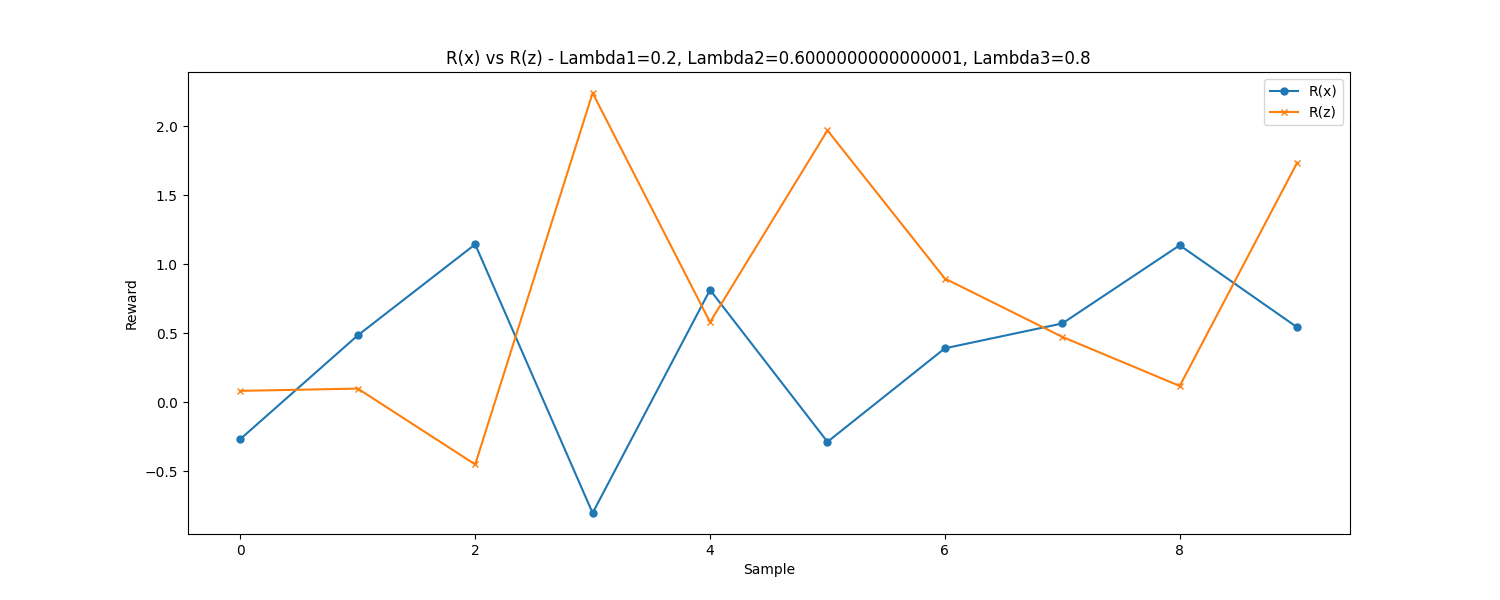 R(x) vs R(z) - Lambda1=0.2, Lambda2=0.6000000000000001, Lambda3=0.8
R(x)
R(z)
2.0
1.5
1.0
0.5
0.0
−0.5
Reward
0 2 4 6 8
Sample